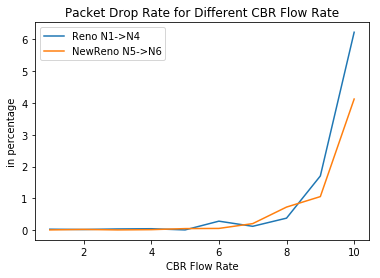 Packet Drop Rate for Different CBR Flow Rate
Reno N1->N4
NewReno N5->N6
in percentage
6
5
4
3
2
1
0
2
4
6
8
10
CBR Flow Rate